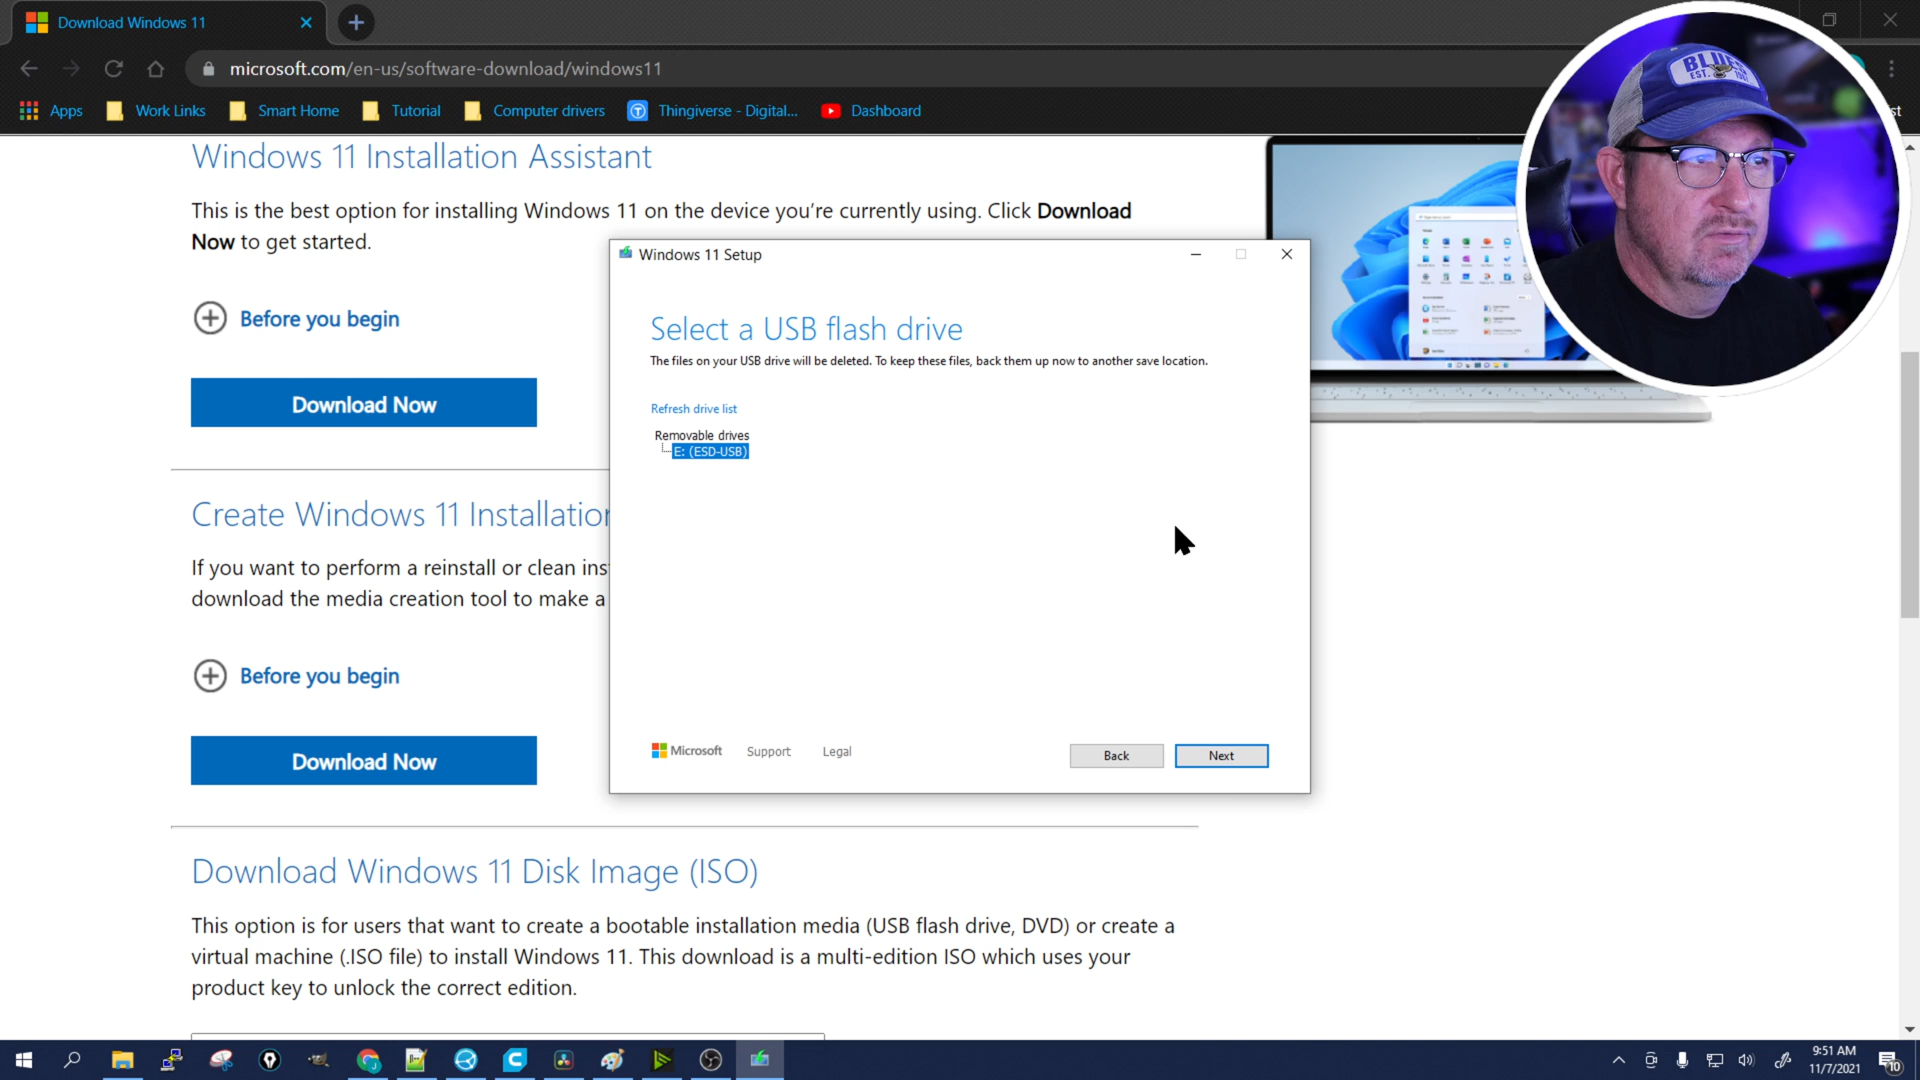 Download Windows 11
microsoft.com/en-us/software-download/windows11
Apps
Work Links
Smart Home
Tutorial
Computer drivers
Thingiverse - Digital...
Dashboard
BLUES
EST.
Windows 11 Installation Assistant
This is the best option for installing Windows 11 on the device you're currently using. Click Download
Now to get started.
Before you begin
Download Now
Create Windows 11 Installation
If you want to perform a reinstall or clean ins
download the media creation tool to make a
Before you begin
Download Now
Windows 11 Setup
Select a USB flash drive
The files on your USB drive will be deleted. To keep these files, back them up now to another save location.
Refresh drive list
Removable drives
E: (ESD-USB)
Microsoft
Support
Legal
Back
Next
Download Windows 11 Disk Image (ISO)
This option is for users that want to create a bootable installation media (USB flash drive, DVD) or create a
virtual machine (.ISO file) to install Windows 11. This download is a multi-edition ISO which uses your
product key to unlock the correct edition.
9:51 AM
11/7/2021
10